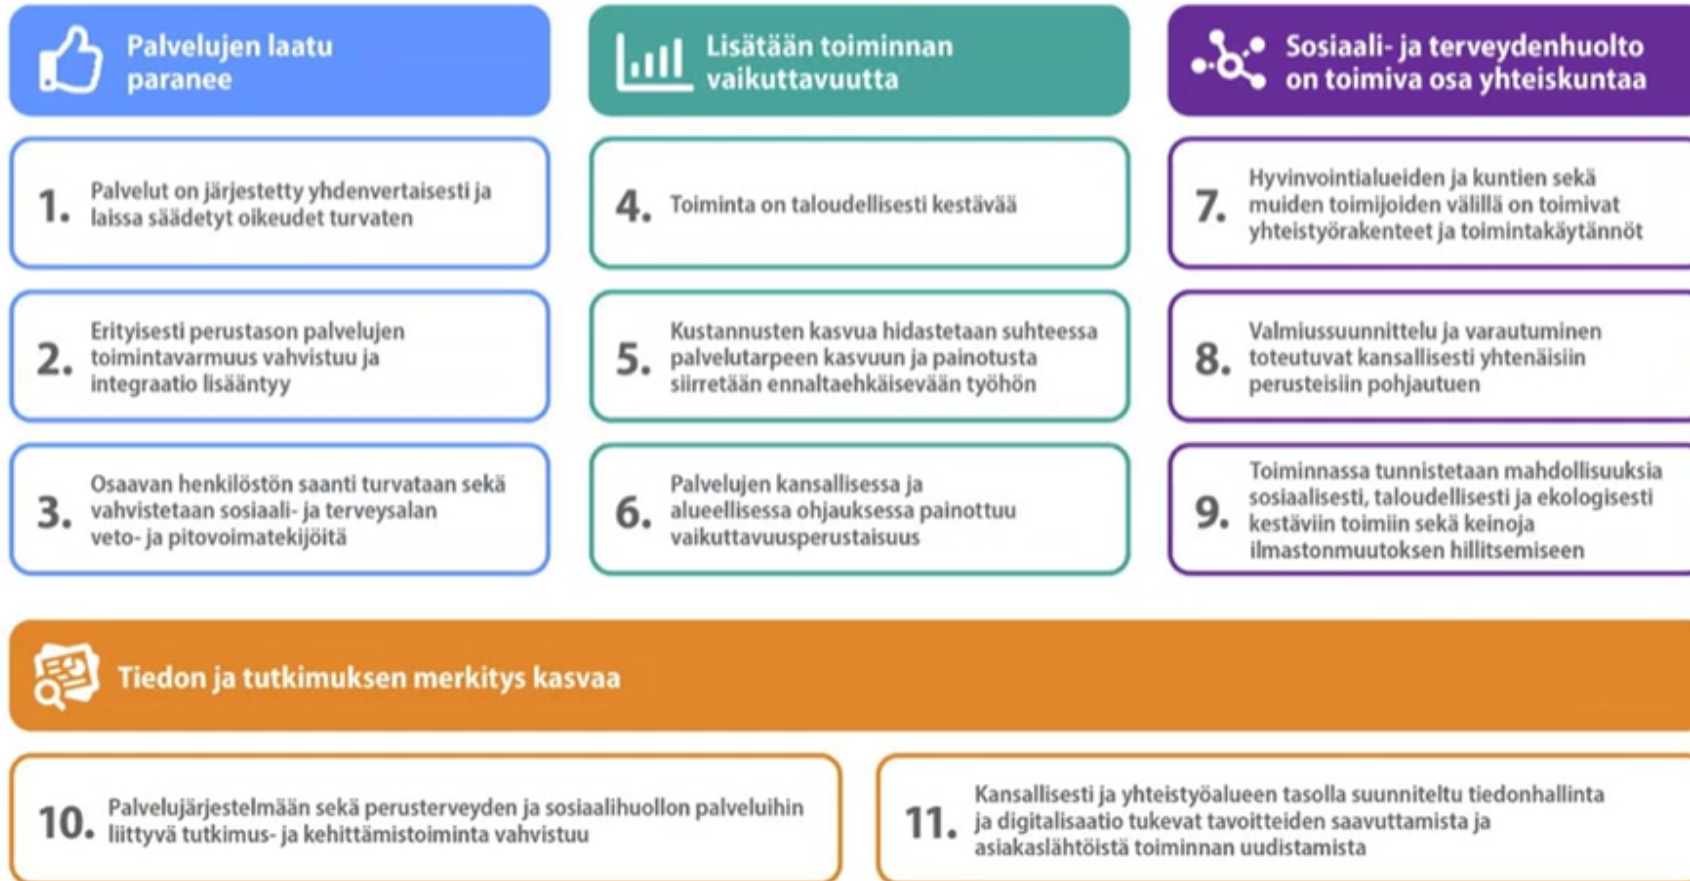 Palvelujen laatu
paranee
1. Palvelut on järjestetty yhdenvertaisesti ja
laissa säädetyt oikeudet turvaten
2. Erityisesti perustason palvelujen
toimintavarmuus vahvistuu ja
integraatio lisääntyy
3. Osaavan henkilöstön saanti turvataan sekä
vahvistetaan sosiaali- ja terveysalan
veto- ja pitovoimatekijöitä
Lisätään toiminnan
vaikuttavuutta
4. Toiminta on taloudellisesti kestävää
5. Kustannusten kasvua hidastetaan suhteessa
palvelutarpeen kasvuun ja painotusta
siirretään ennaltaehkäisevään työhön
6. Palvelujen kansallisessa ja
alueellisessa ohjauksessa painottuu
vaikuttavuusperustaisuus
Sosiaali- ja terveydenhuolto
on toimiva osa yhteiskuntaa
7. Hyvinvointialueiden ja kuntien sekä
muiden toimijoiden välillä on toimivat
yhteistyörakenteet ja toimintakäytännöt
8. Valmiussuunnittelu ja varautuminen
toteutuvat kansallisesti yhtenäisiin
perusteisiin pohjautuen
9. Toiminnassa tunnistetaan mahdollisuuksia
sosiaalisesti, taloudellisesti ja ekologisesti
kestäviin toimiin sekä keinoja
ilmastonmuutoksen hillitsemiseen
Tiedon ja tutkimuksen merkitys kasvaa
10. Palvelujärjestelmään sekä perusterveyden ja sosiaalihuollon palveluihin
liittyvä tutkimus- ja kehittämistoiminta vahvistuu
11. Kansallisesti ja yhteistyöalueen tasolla suunniteltu tiedonhallinta
ja digitalisaatio tukevat tavoitteiden saavuttamista ja
asiakaslähtöistä toiminnan uudistamista